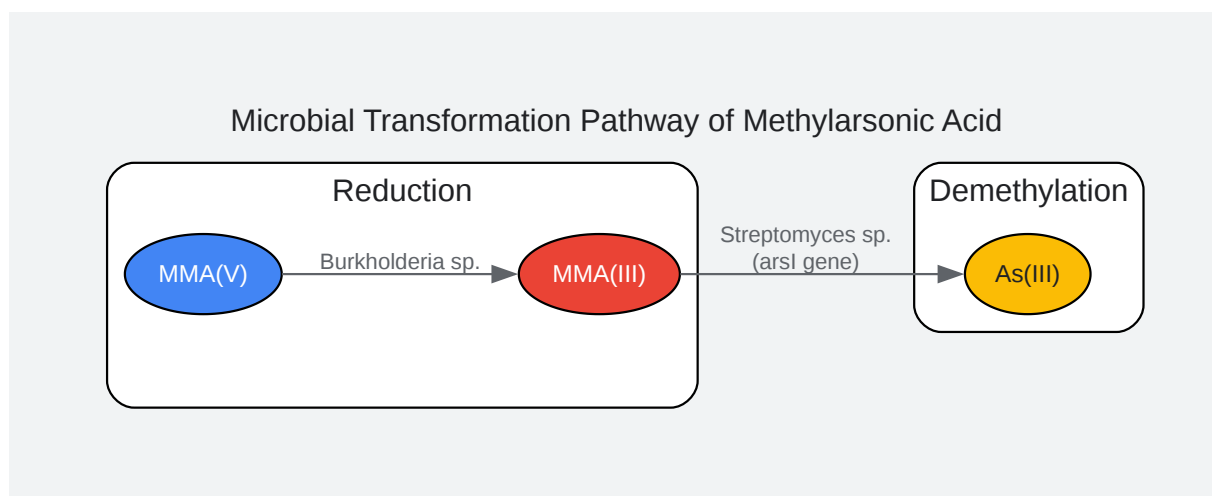 Microbial Transformation Pathway of Methylarsonic Acid
Reduction
Demethylation
MMA(V)
Burkholderia sp.
MMA(III)
Streptomyces sp.
(arsI gene)
As(III)